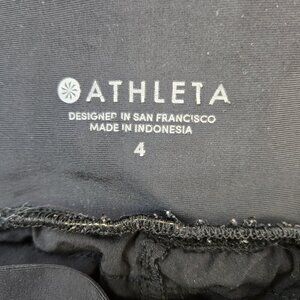 ATHLETA
DESIGNED IN SAN FRANCISCO
MADE IN INDONESIA
4